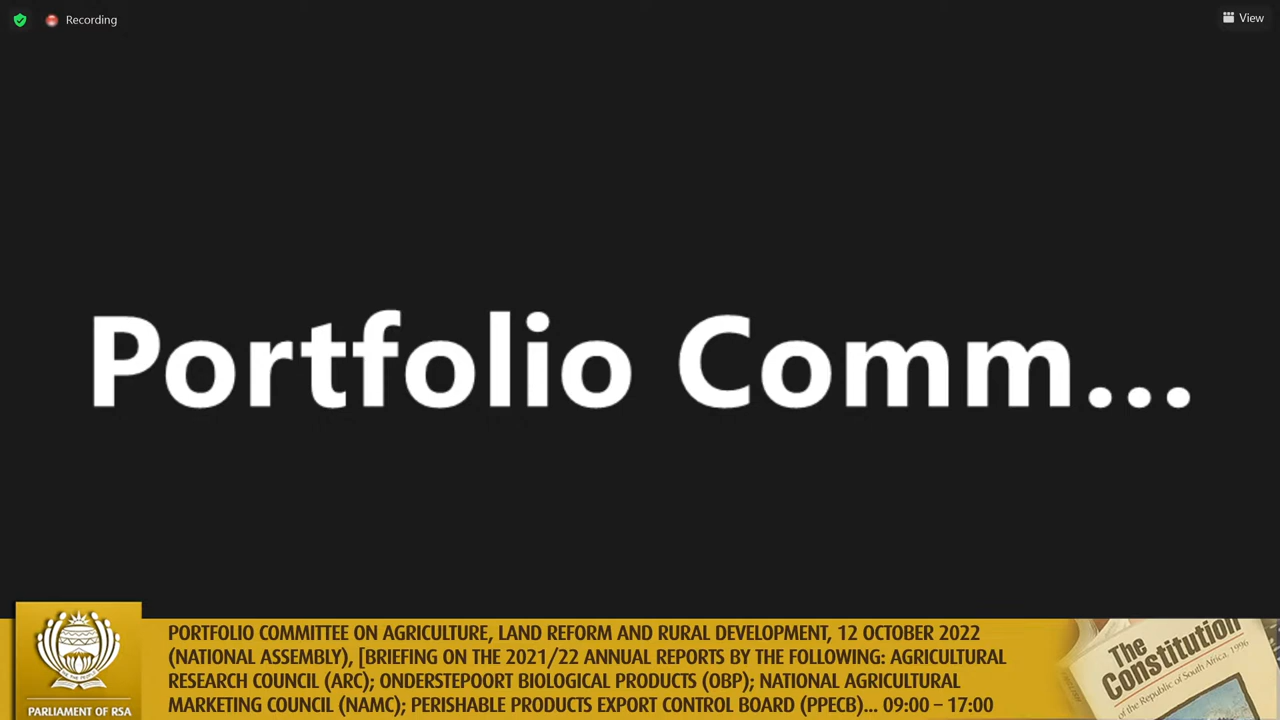 Recording
View
Portfolio Comm...
PORTFOLIO COMMITTEE ON AGRICULTURE, LAND REFORM AND RURAL DEVELOPMENT, 12 OCTOBER 2022
(NATIONAL ASSEMBLY), [BRIEFING ON THE 2021/22 ANNUAL REPORTS BY THE FOLLOWING: AGRICULTURAL
RESEARCH COUNCIL (ARC); ONDERSTEPOORT BIOLOGICAL PRODUCTS (OBP); NATIONAL AGRICULTURAL
MARKETING COUNCIL (NAMC); PERISHABLE PRODUCTS EXPORT CONTROL BOARD (PPECB)... 09:00 – 17:00
PARLIAMENT OF RSA
The
Constitution
of the Republic of South Africa, 1996